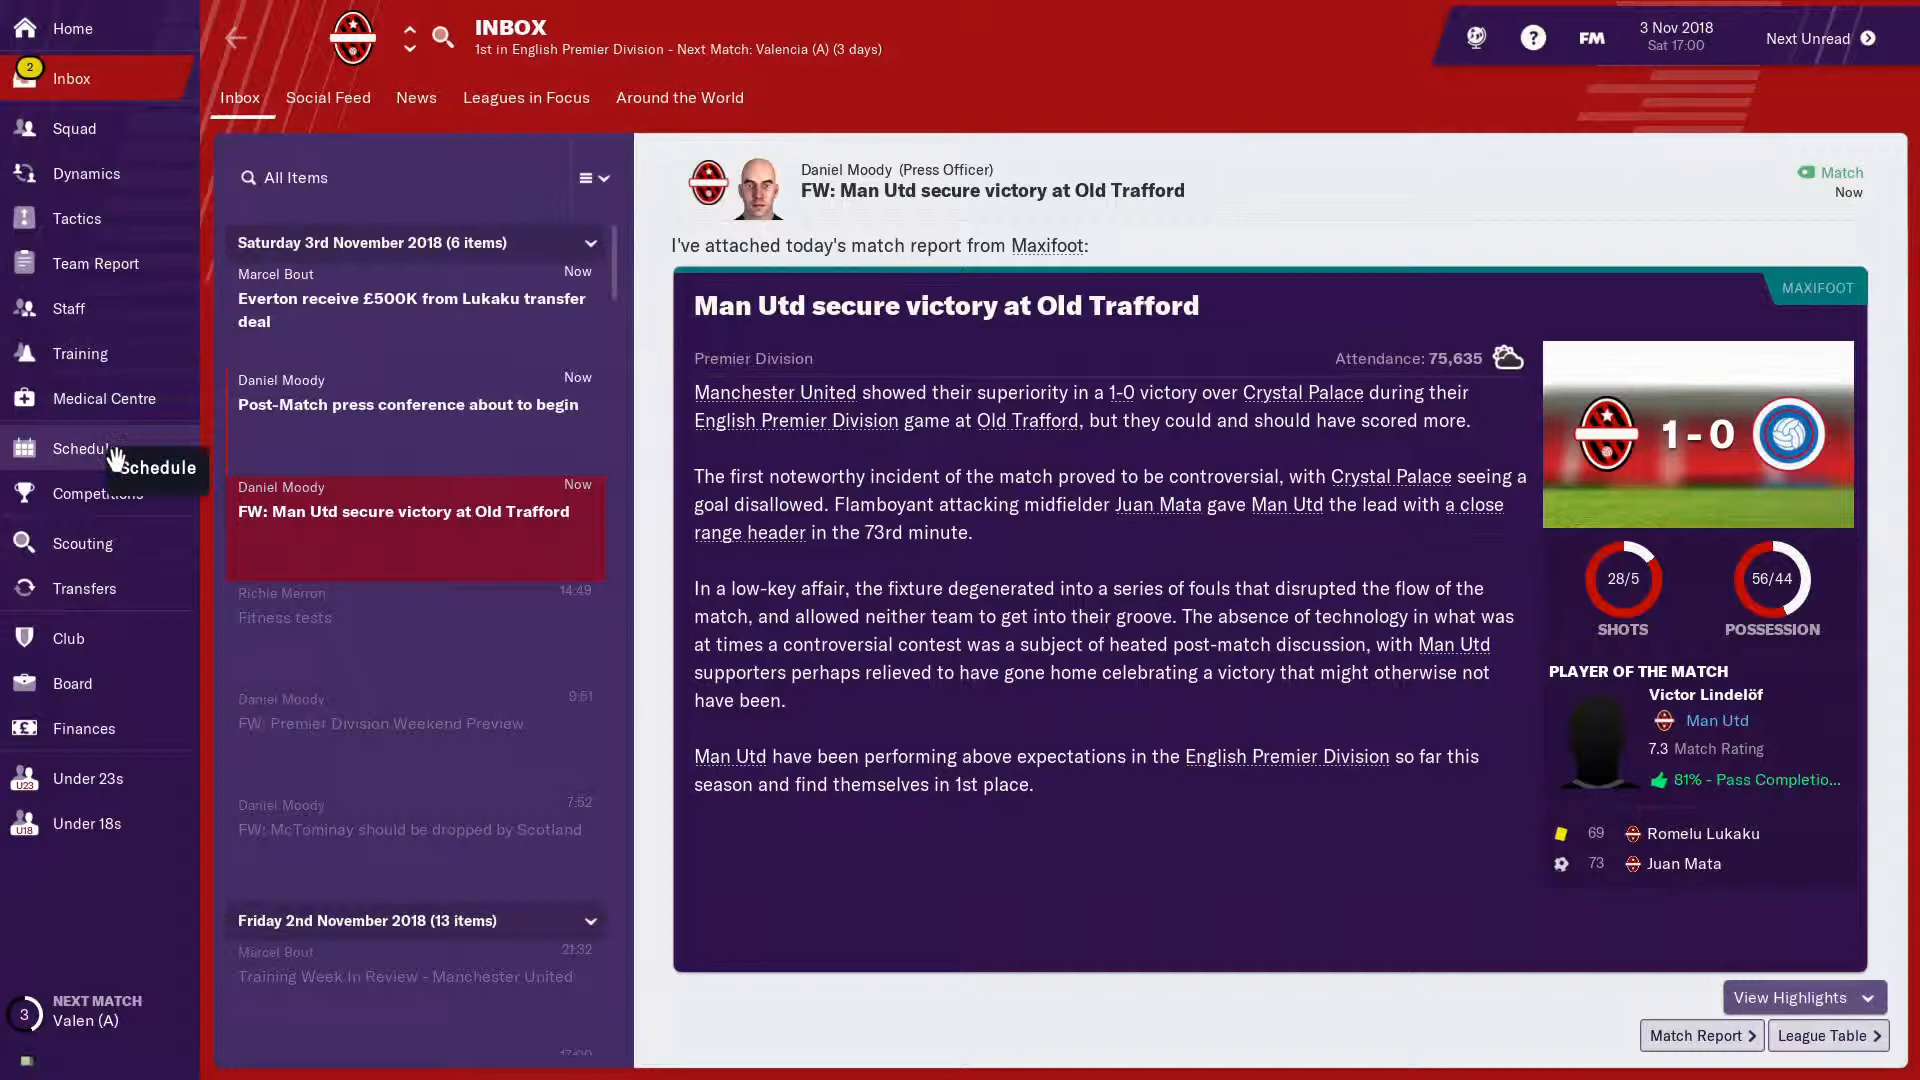 Home
2
Inbox
Squad
Dynamics
Tactics
Team Report
Staff
Training
Medical Centre
Schedule
Scouting
Transfers
Club
Board
Finances
U23
Under 23s
U18
Under 18s
NEXT MATCH
3
Valen (A)
INBOX
1st in English Premier Division - Next Match: Valencia (A) (3 days)
?
FM
3 Nov 2018
Sat 17:00
Next Unread
Inbox
Social Feed
News
Leagues in Focus
Around the World
All Items
Saturday 3rd November 2018 (6 items)
Marcel Bout
Now
Everton receive £500K from Lukaku transfer
deal
Daniel Moody
Now
Post-Match press conference about to begin
Daniel Moody
Now
FW: Man Utd secure victory at Old Trafford
Richie Merron
14:49
Fitness tests
Daniel Moody
9:51
FW: Premier Division Weekend Preview
Daniel Moody
7:52
FW: McTominay should be dropped by Scotland
Friday 2nd November 2018 (13 items)
Marcel Bout
21:32
Training Week In Review - Manchester United
Daniel Moody (Press Officer)
FW: Man Utd secure victory at Old Trafford
Match
Now
I've attached today's match report from Maxifoot:
MAXIFOOT
Man Utd secure victory at Old Trafford
Premier Division
Attendance: 75,635
Manchester United showed their superiority in a 1-0 victory over Crystal Palace during their
English Premier Division game at Old Trafford, but they could and should have scored more.
The first noteworthy incident of the match proved to be controversial, with Crystal Palace seeing a
goal disallowed. Flamboyant attacking midfielder Juan Mata gave Man Utd the lead with a close
range header in the 73rd minute.
In a low-key affair, the fixture degenerated into a series of fouls that disrupted the flow of the
match, and allowed neither team to get into their groove. The absence of technology in what was
at times a controversial contest was a subject of heated post-match discussion, with Man Utd
supporters perhaps relieved to have gone home celebrating a victory that might otherwise not
have been.
Man Utd have been performing above expectations in the English Premier Division so far this
season and find themselves in 1st place.
1 - 0
28/5
SHOTS
56/44
POSSESSION
PLAYER OF THE MATCH
Victor Lindelöf
Man Utd
7.3 Match Rating
81% - Pass Completio...
69 Romelu Lukaku
73 Juan Mata
View Highlights
Match Report
League Table